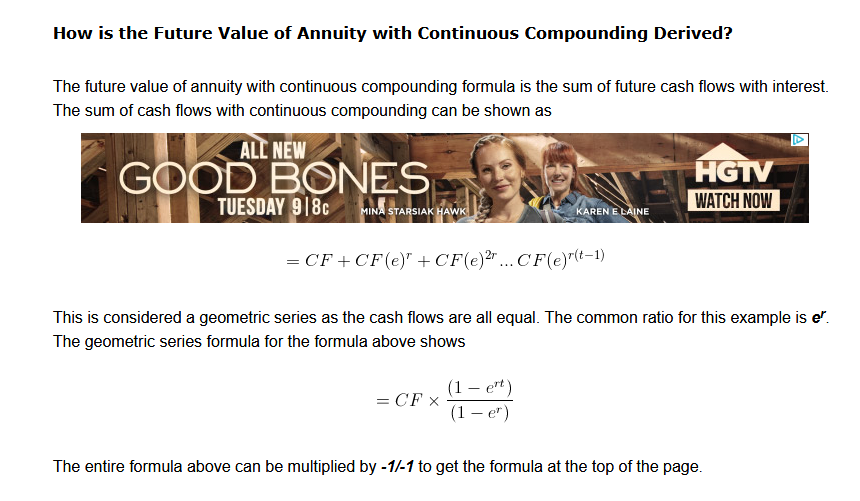 How is the Future Value of Annuity with Continuous Compounding Derived?
The future value of annuity with continuous compounding formula is the sum of future cash flows with interest.
The sum of cash flows with continuous compounding can be shown as
ALL NEW
GOOD BONES
TUESDAY 9|8c
MINA STARSIAK HAWK
KAREN E LAINE
HGTV
WATCH NOW
= CF + CF(e)^r + CF(e)^{2r} ... CF(e)^{r(t-1)}
This is considered a geometric series as the cash flows are all equal. The common ratio for this example is e^r.
The geometric series formula for the formula above shows
= CF × (1 − e^{rt}) / (1 − e^r)
The entire formula above can be multiplied by -1/-1 to get the formula at the top of the page.